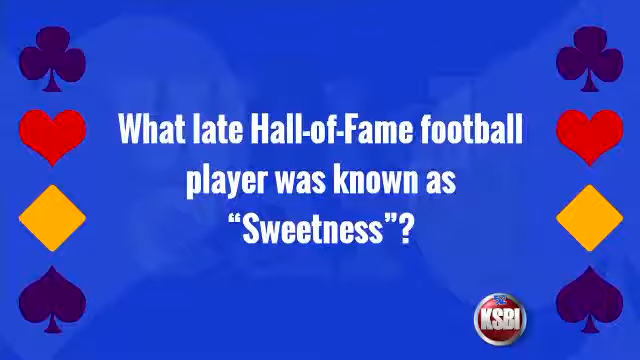 What late Hall-of-Fame football
player was known as
“Sweetness”?
KSBI